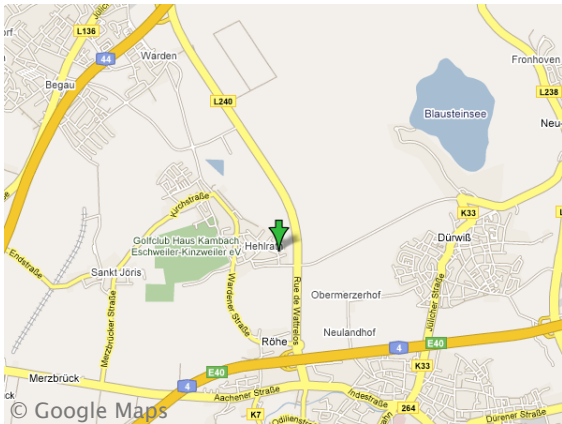 Jülicher
L136
44
Warden
Begau
L240
Fronhoven
L238
Blausteinsee
Neu-
Kirchstraße
K33
Golfclub Haus Kambach
Eschweiler-Kinzweiler eV
Hehlrath
Dürwiß
Endstraße
Sankt Jöris
Merzbrücker Straße
Wardener Straße
Rue de Wattrelos
Obermerzerhof
Jülicher Straße
Neulandhof
Röhe
4
E40
E40
K33
Merzbrück
4
Aachener Straße
Indestraße
264
K7
Odilienstr
Dürener Straße
© Google Maps